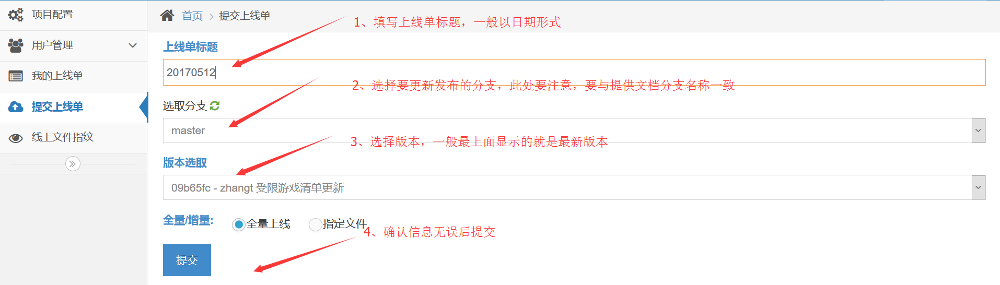 项目配置
用户管理
我的上线单
提交上线单
线上文件指纹
首页 > 提交上线单
1、填写上线单标题，一般以日期形式
上线单标题
20170512
2、选择要更新发布的分支，此处要注意，要与提供文档分支名称一致
选取分支
master
3、选择版本，一般最上面显示的就是最新版本
版本选取
09b65fc - zhangt 受限游戏清单更新
全量/增量: 全量上线 指定文件
4、确认信息无误后提交
提交